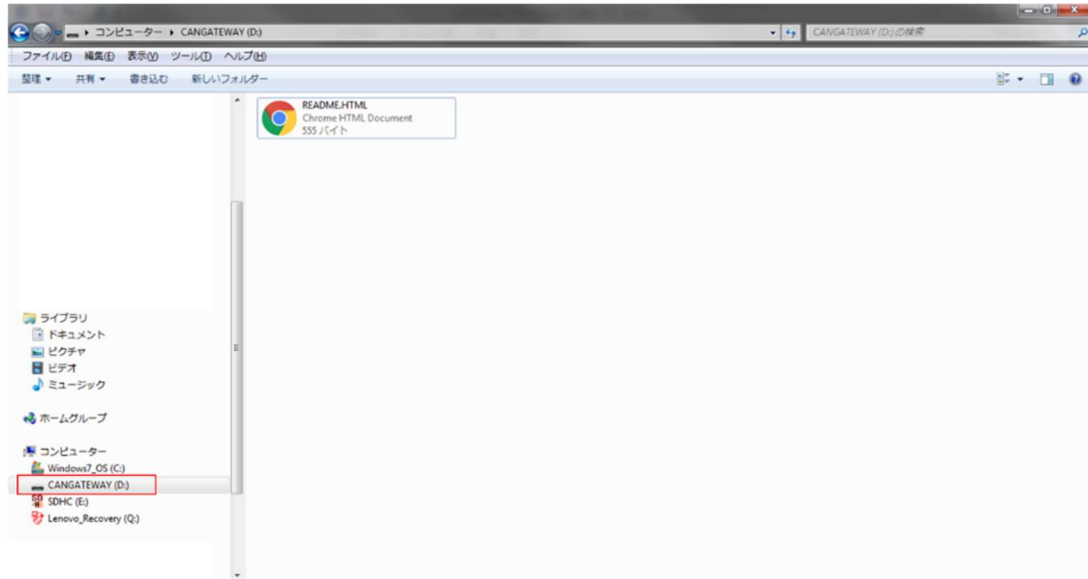 コンピューター ▸ CANGATEWAY (D:)
CANGATEWAY (D:)の検索
ファイル(F) 編集(E) 表示(V) ツール(T) ヘルプ(H)
整理 ▼ 共有 ▼ 書き込む 新しいフォルダー
README.HTML
Chrome HTML Document
555 バイト
ライブラリ
ドキュメント
ピクチャ
ビデオ
ミュージック
ホームグループ
コンピューター
Windows7_OS (C:)
CANGATEWAY (D:)
SDHC (E:)
Lenovo_Recovery (Q:)